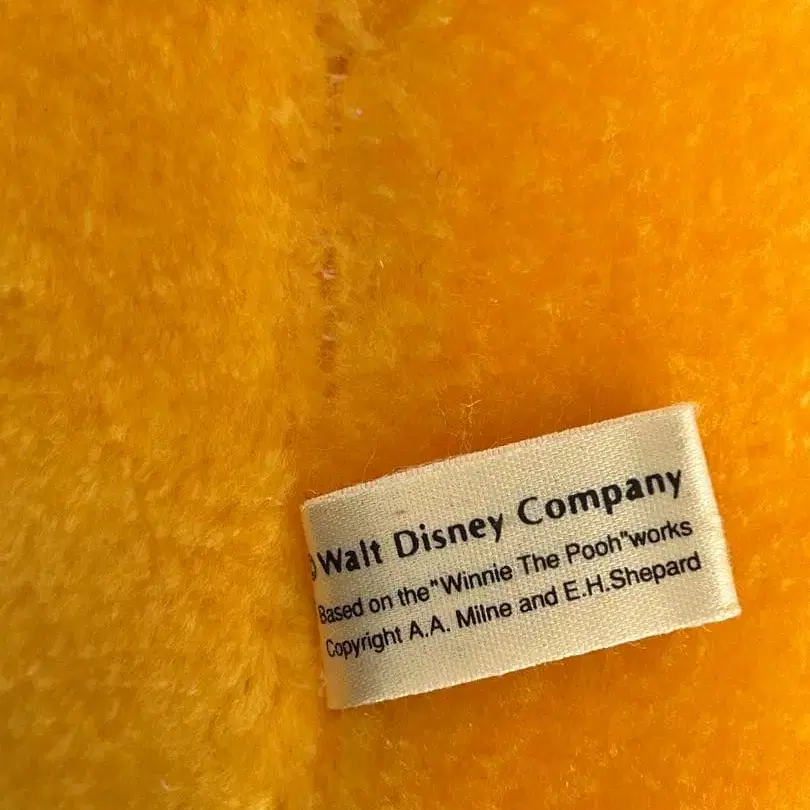 ©Walt Disney Company
Based on the"Winnie The Pooh"works
Copyright A.A. Milne and E.H.Shepard